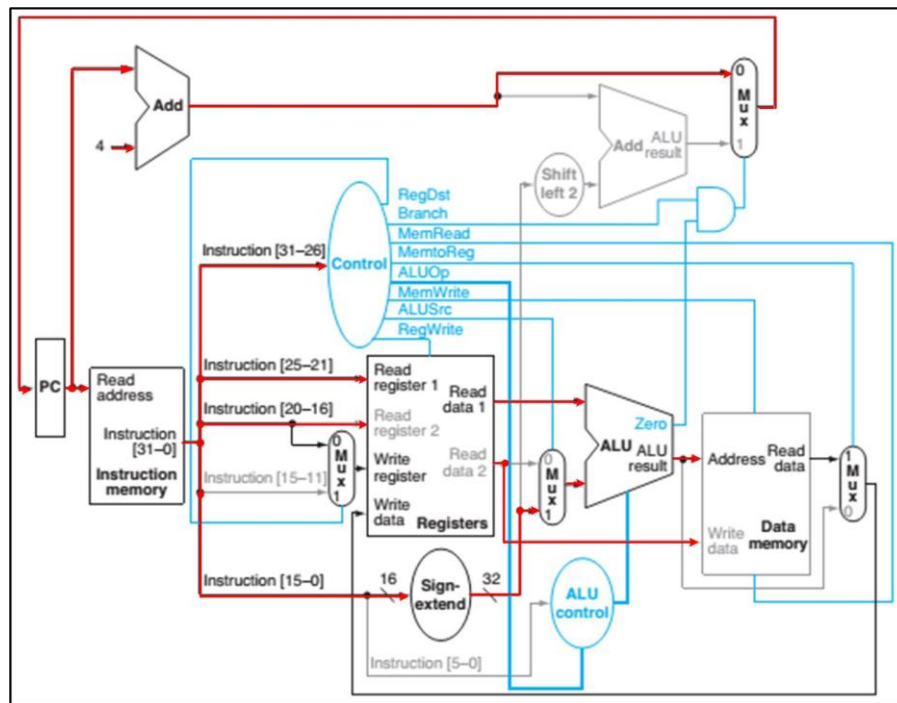 0
M
u
x
1
Add
4
Add
ALU
result
Shift
left 2
RegDst
Branch
MemRead
MemtoReg
ALUOp
MemWrite
ALUSrc
RegWrite
Control
Instruction [31–26]
Instruction [25–21]
Instruction [20–16]
Instruction [15–11]
Instruction [15–0]
Instruction [5–0]
PC
Read
address
Instruction
[31–0]
Instruction
memory
0
M
u
x
1
Read
register 1
Read
register 2
Write
register
Write
data
Read
data 1
Read
data 2
Registers
0
M
u
x
1
Zero
ALU
ALU
result
Address
Read
data
Write
data
Data
memory
1
M
u
x
0
16
Sign-
extend
32
ALU
control